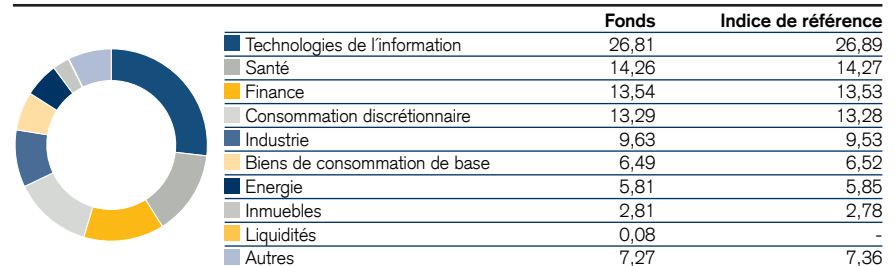 Fonds Indice de référence
Technologies de l´information 26,81 26,89
Santé 14,26 14,27
Finance 13,54 13,53
Consommation discrétionnaire 13,29 13,28
Industrie 9,63 9,53
Biens de consommation de base 6,49 6,52
Energie 5,81 5,85
Inmuebles 2,81 2,78
Liquidités 0,08 -
Autres 7,27 7,36